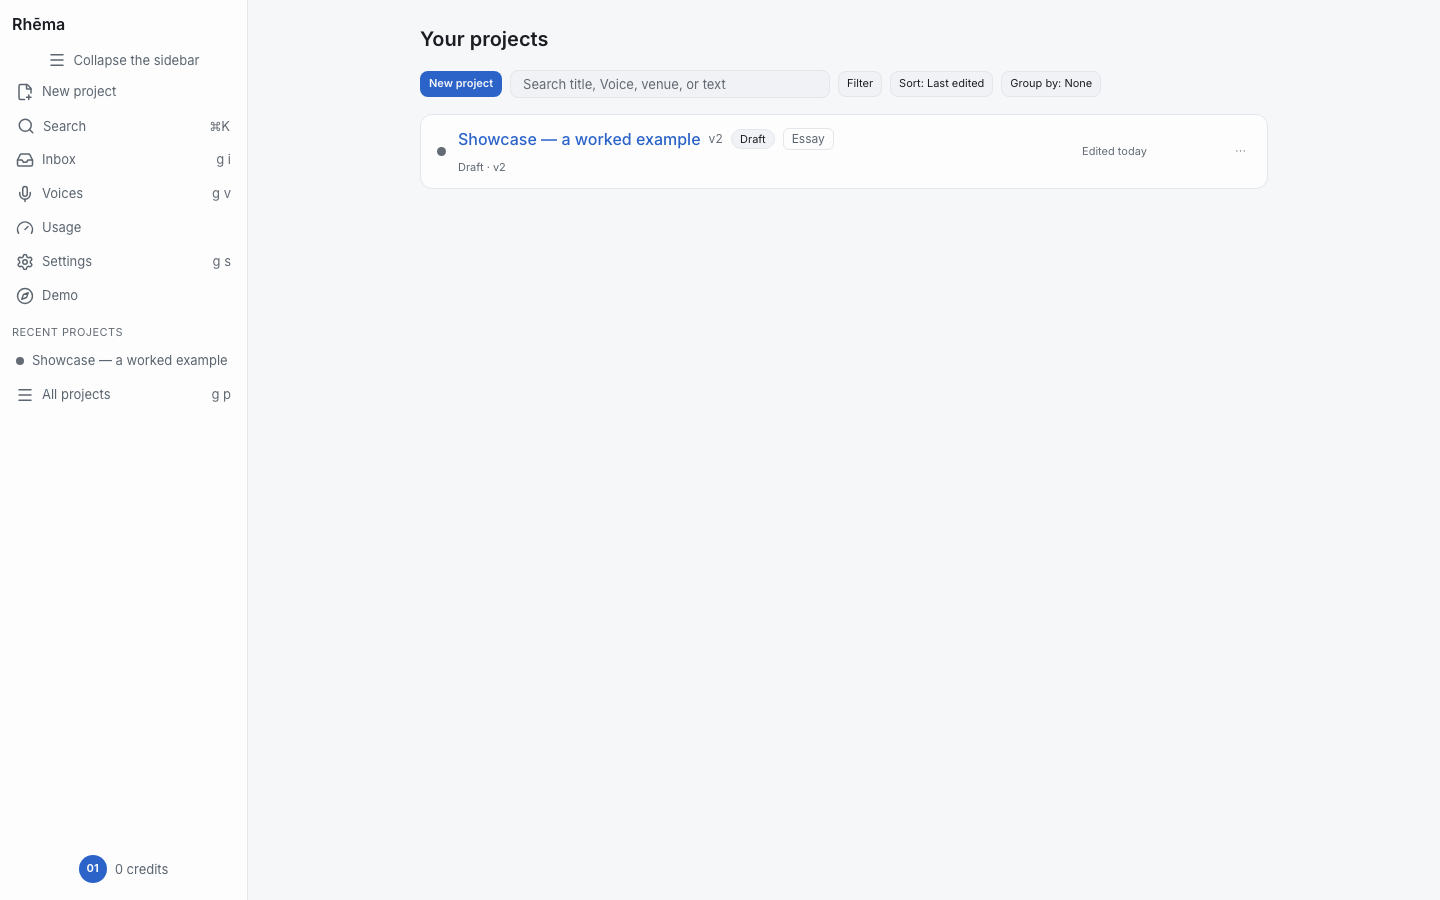 Rhēma
Collapse the sidebar
New project
Search ⌘K
Inbox g i
Voices g v
Usage
Settings g s
Demo
RECENT PROJECTS
Showcase — a worked example
All projects g p
01 0 credits
Your projects
New project Search title, Voice, venue, or text Filter Sort: Last edited Group by: None
Showcase — a worked example v2 Draft Essay
Draft · v2
Edited today ···